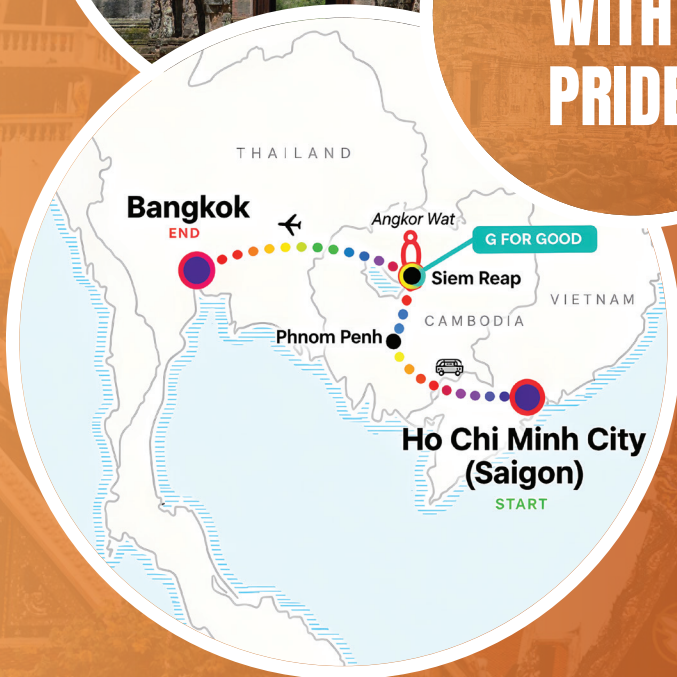 WITH
PRIDE
THAILAND
Bangkok
END
Angkor Wat
G FOR GOOD
Siem Reap
VIETNAM
CAMBODIA
Phnom Penh
Ho Chi Minh City
(Saigon)
START